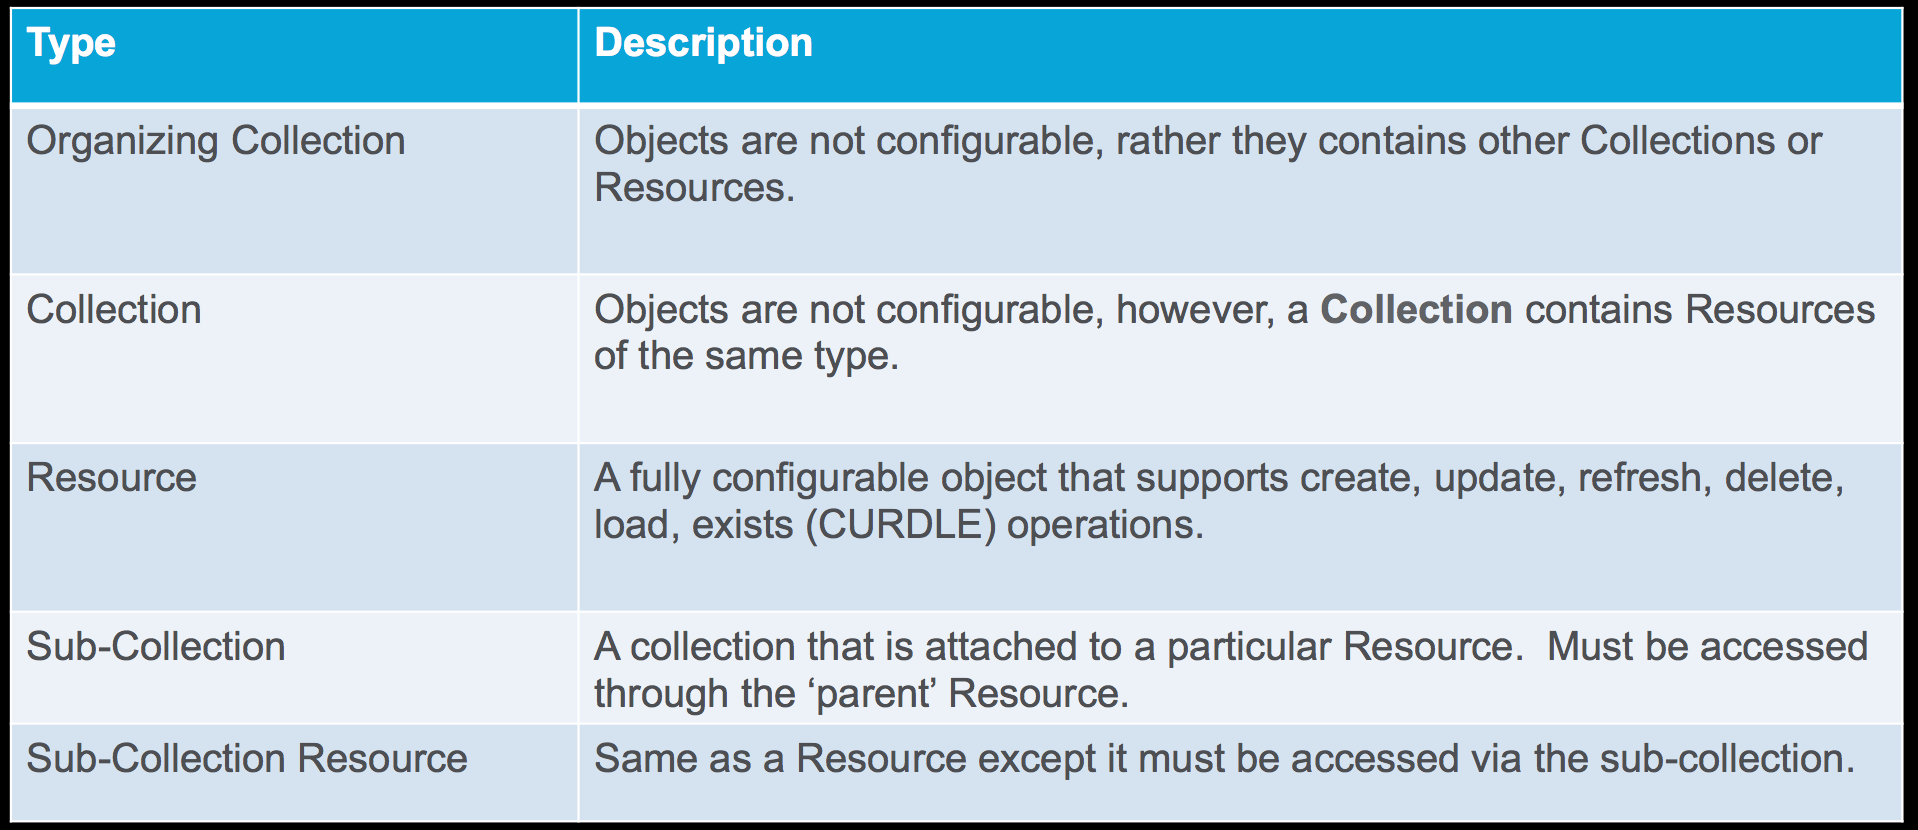 Type
Description
Organizing Collection
Objects are not configurable, rather they contains other Collections or
Resources.
Collection
Objects are not configurable, however, a Collection contains Resources
of the same type.
Resource
A fully configurable object that supports create, update, refresh, delete,
load, exists (CURDLE) operations.
Sub-Collection
A collection that is attached to a particular Resource.  Must be accessed
through the ‘parent’ Resource.
Sub-Collection Resource
Same as a Resource except it must be accessed via the sub-collection.